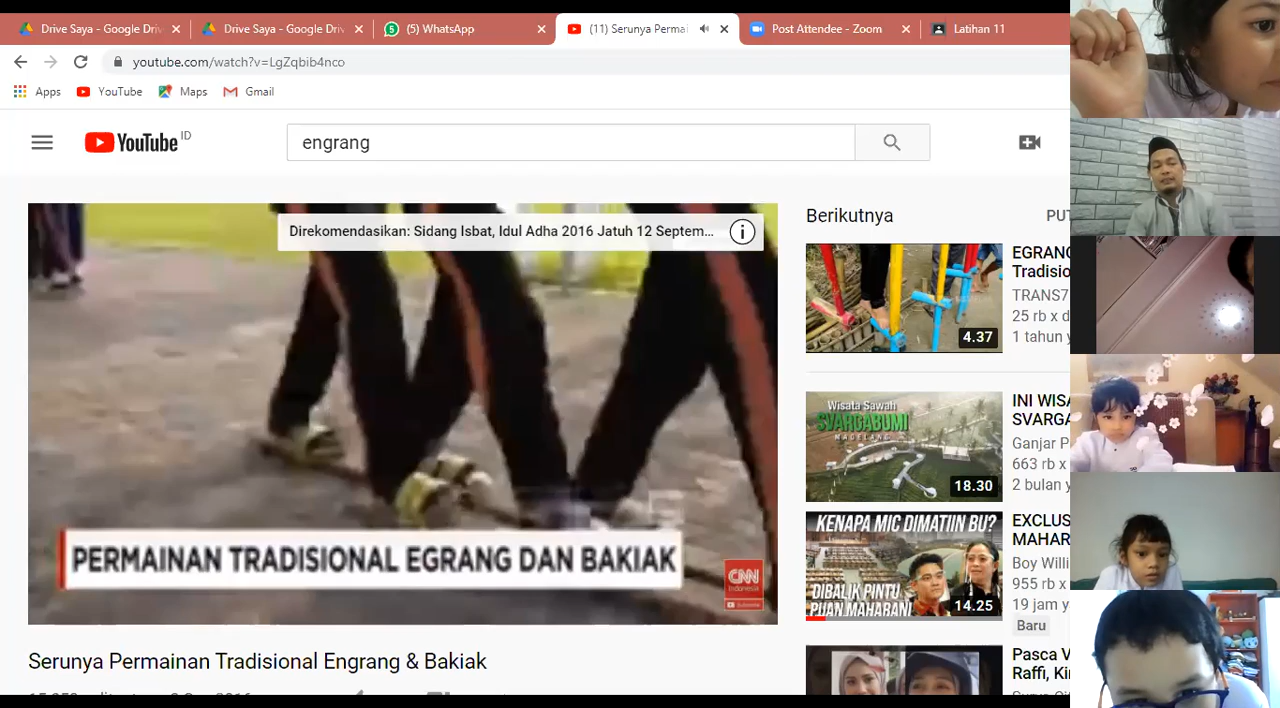 Drive Saya - Google Driv
Drive Saya - Google Driv
(5) WhatsApp
(11) Serunya Permai
Post Attendee - Zoom
Latihan 11
youtube.com/watch?v=LgZqbib4nco
Apps
YouTube
Maps
Gmail
YouTube ID
engrang
Direkomendasikan: Sidang Isbat, Idul Adha 2016 Jatuh 12 Septem...
PERMAINAN TRADISIONAL EGRANG DAN BAKIAK
CNN
Indonesia
Serunya Permainan Tradisional Engrang & Bakiak
Berikutnya
PUT
4.37
EGRANG
Tradisio
TRANS7
25 rb x d
1 tahun y
Wisata Sawah
SVARGABUMI
MAGELANG
18.30
INI WISA
SVARGA
Ganjar P
663 rb x
2 bulan y
KENAPA MIC DIMATIIN BU?
DIBALIK PINTU
PUAN MAHARANI
14.25
EXCLUS
MAHAR
Boy Willi
955 rb x
19 jam y
Baru
Pasca V
Raffi, Kir